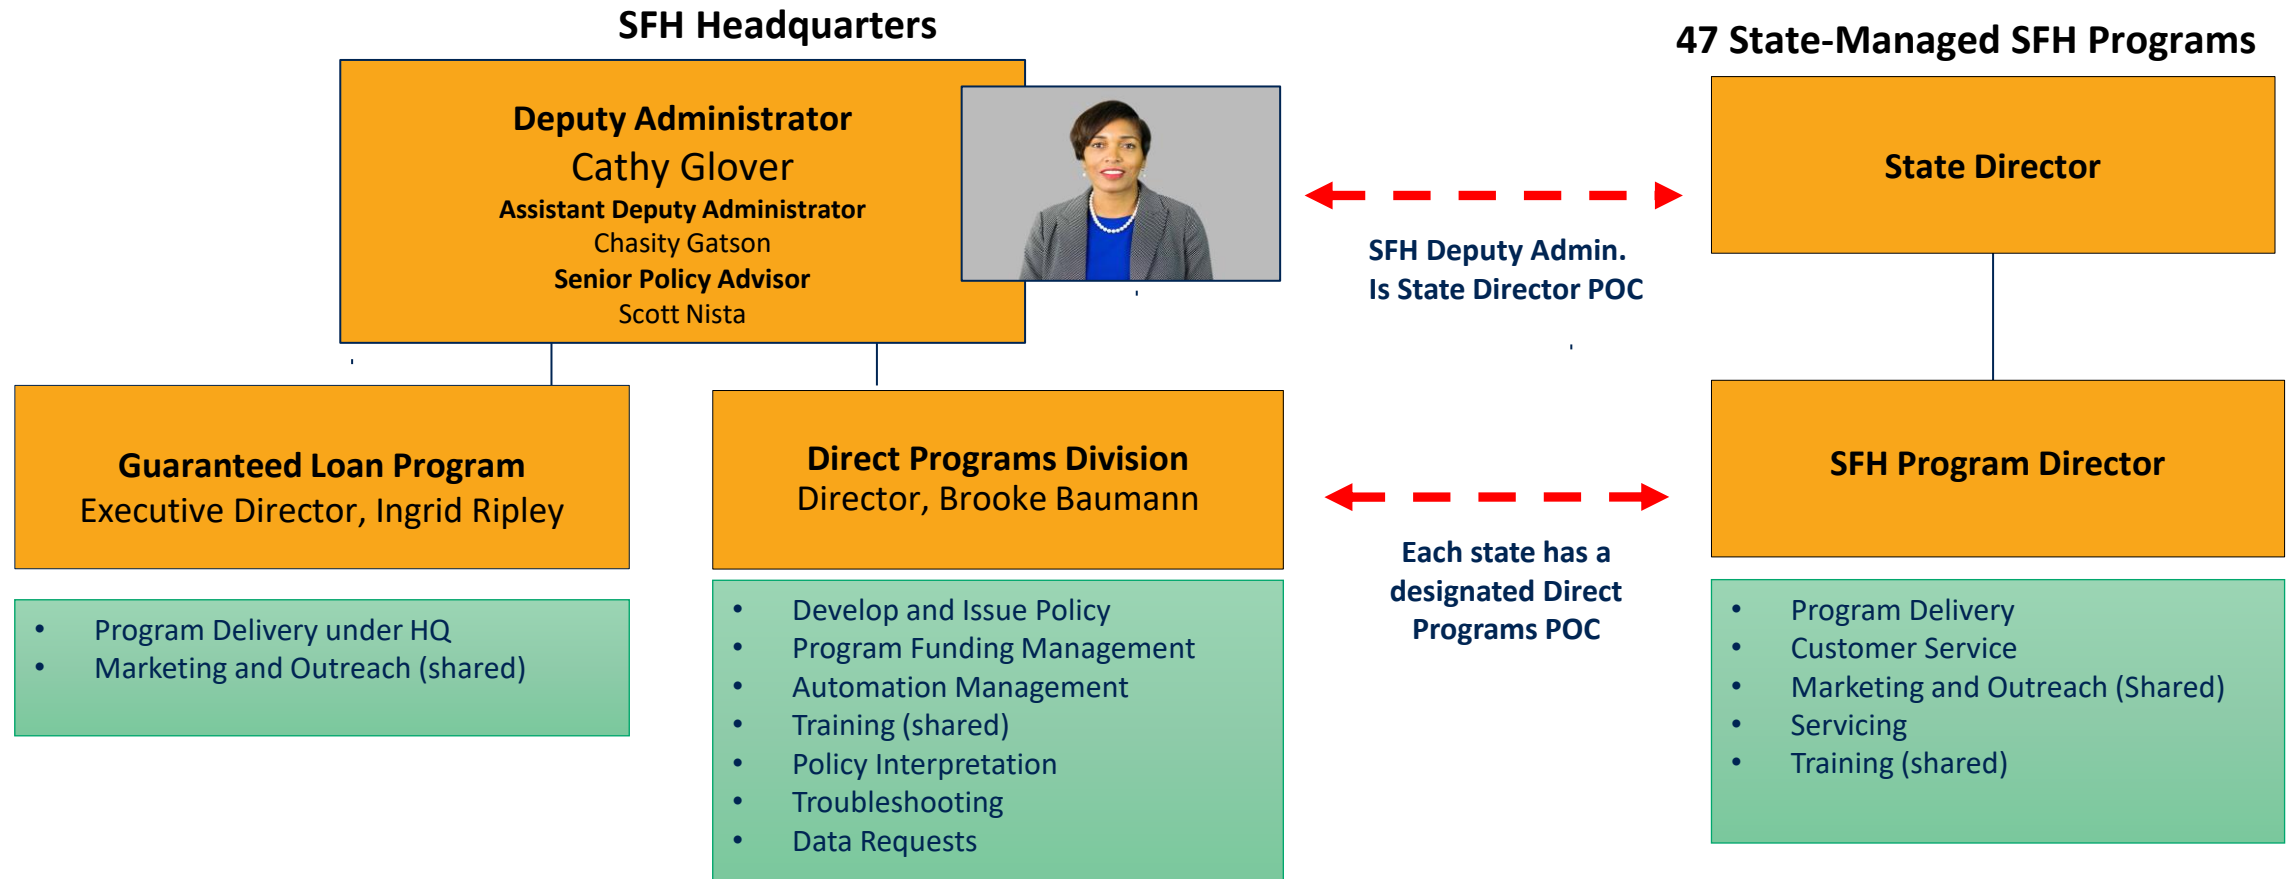 SFH Headquarters
47 State-Managed SFH Programs
Deputy Administrator
Cathy Glover
Assistant Deputy Administrator
Chasity Gatson
Senior Policy Advisor
Scott Nista
State Director
SFH Deputy Admin.
Is State Director POC
Guaranteed Loan Program
Executive Director, Ingrid Ripley
Direct Programs Division
Director, Brooke Baumann
SFH Program Director
Each state has a
designated Direct
Programs POC
• Program Delivery under HQ
• Marketing and Outreach (shared)
• Develop and Issue Policy
• Program Funding Management
• Automation Management
• Training (shared)
• Policy Interpretation
• Troubleshooting
• Data Requests
• Program Delivery
• Customer Service
• Marketing and Outreach (Shared)
• Servicing
• Training (shared)